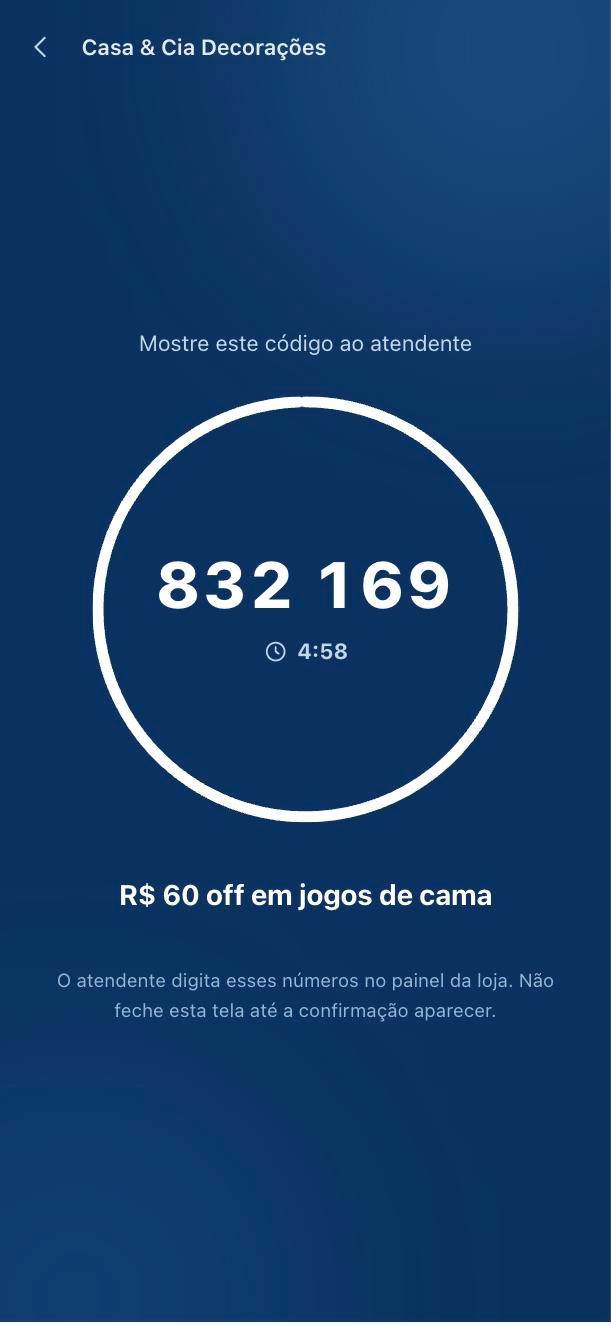 Casa & Cia Decorações
Mostre este código ao atendente
832 169
4:58
R$ 60 off em jogos de cama
O atendente digita esses números no painel da loja. Não
feche esta tela até a confirmação aparecer.